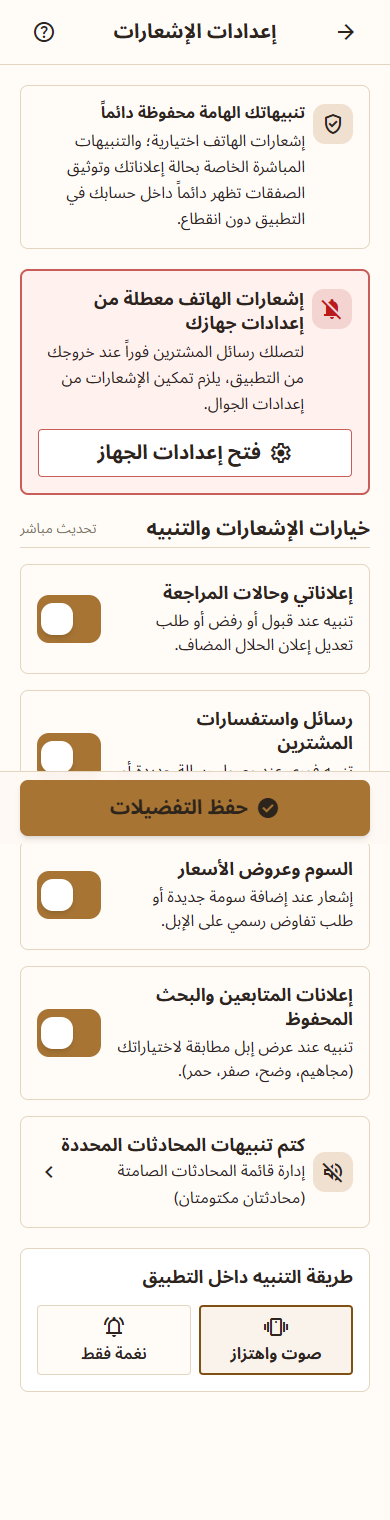 إعدادات الإشعارات
تنبيهاتك الهامة محفوظة دائماً
إشعارات الهاتف اختيارية؛ والتنبيهات
المباشرة الخاصة بحالة إعلاناتك وتوثيق
الصفقات تظهر دائماً داخل حسابك في
التطبيق دون انقطاع.
إشعارات الهاتف معطلة من
إعدادات جهازك
لتصلك رسائل المشترين فوراً عند خروجك
من التطبيق، يلزم تمكين الإشعارات من
إعدادات الجوال.
فتح إعدادات الجهاز
خيارات الإشعارات والتنبيه
تحديث مباشر
إعلاناتي وحالات المراجعة
تنبيه عند قبول أو رفض أو طلب
تعديل إعلان الحلال المضاف.
رسائل واستفسارات
المشترين
حفظ التفضيلات
السوم وعروض الأسعار
إشعار عند إضافة سومة جديدة أو
طلب تفاوض رسمي على الإبل.
إعلانات المتابعين والبحث
المحفوظ
تنبيه عند عرض إبل مطابقة لاختياراتك
(مجاهيم، وضح، صفر، حمر).
كتم تنبيهات المحادثات المحددة
إدارة قائمة المحادثات الصامتة
(محادثتان مكتومتان)
طريقة التنبيه داخل التطبيق
صوت واهتزاز
نغمة فقط